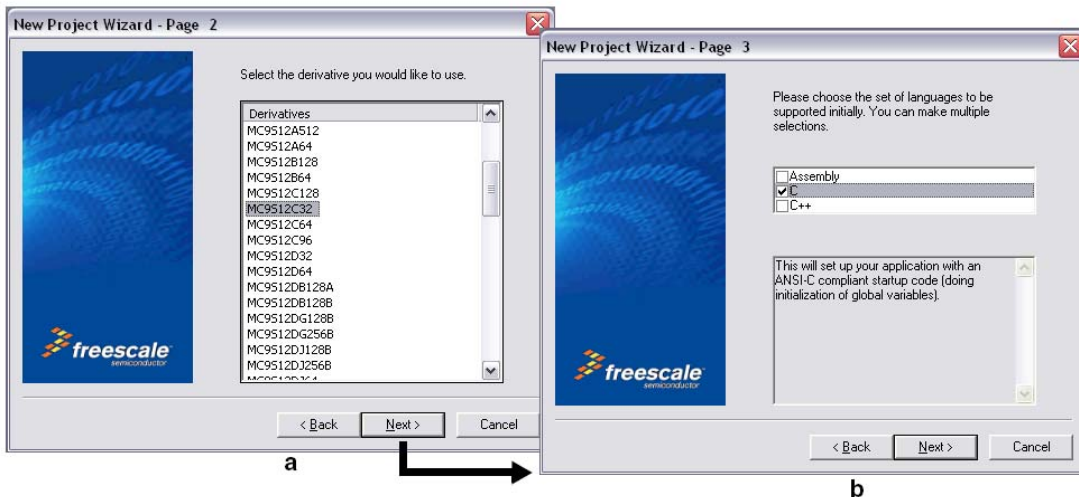 New Project Wizard - Page 2
Select the derivative you would like to use.
Derivatives
MC9S12A512
MC9S12A64
MC9S12B128
MC9S12B64
MC9S12C128
MC9S12C32
MC9S12C64
MC9S12C96
MC9S12D32
MC9S12D64
MC9S12DB128A
MC9S12DB128B
MC9S12DG128B
MC9S12DG256B
MC9S12DJ128B
MC9S12DJ256B
MC9S12DJ64
freescale
semiconductor
< Back
Next >
Cancel
a
New Project Wizard - Page 3
Please choose the set of languages to be
supported initially. You can make multiple
selections.
Assembly
C
C++
This will set up your application with an
ANSI-C compliant startup code (doing
initialization of global variables).
freescale
semiconductor
< Back
Next >
Cancel
b